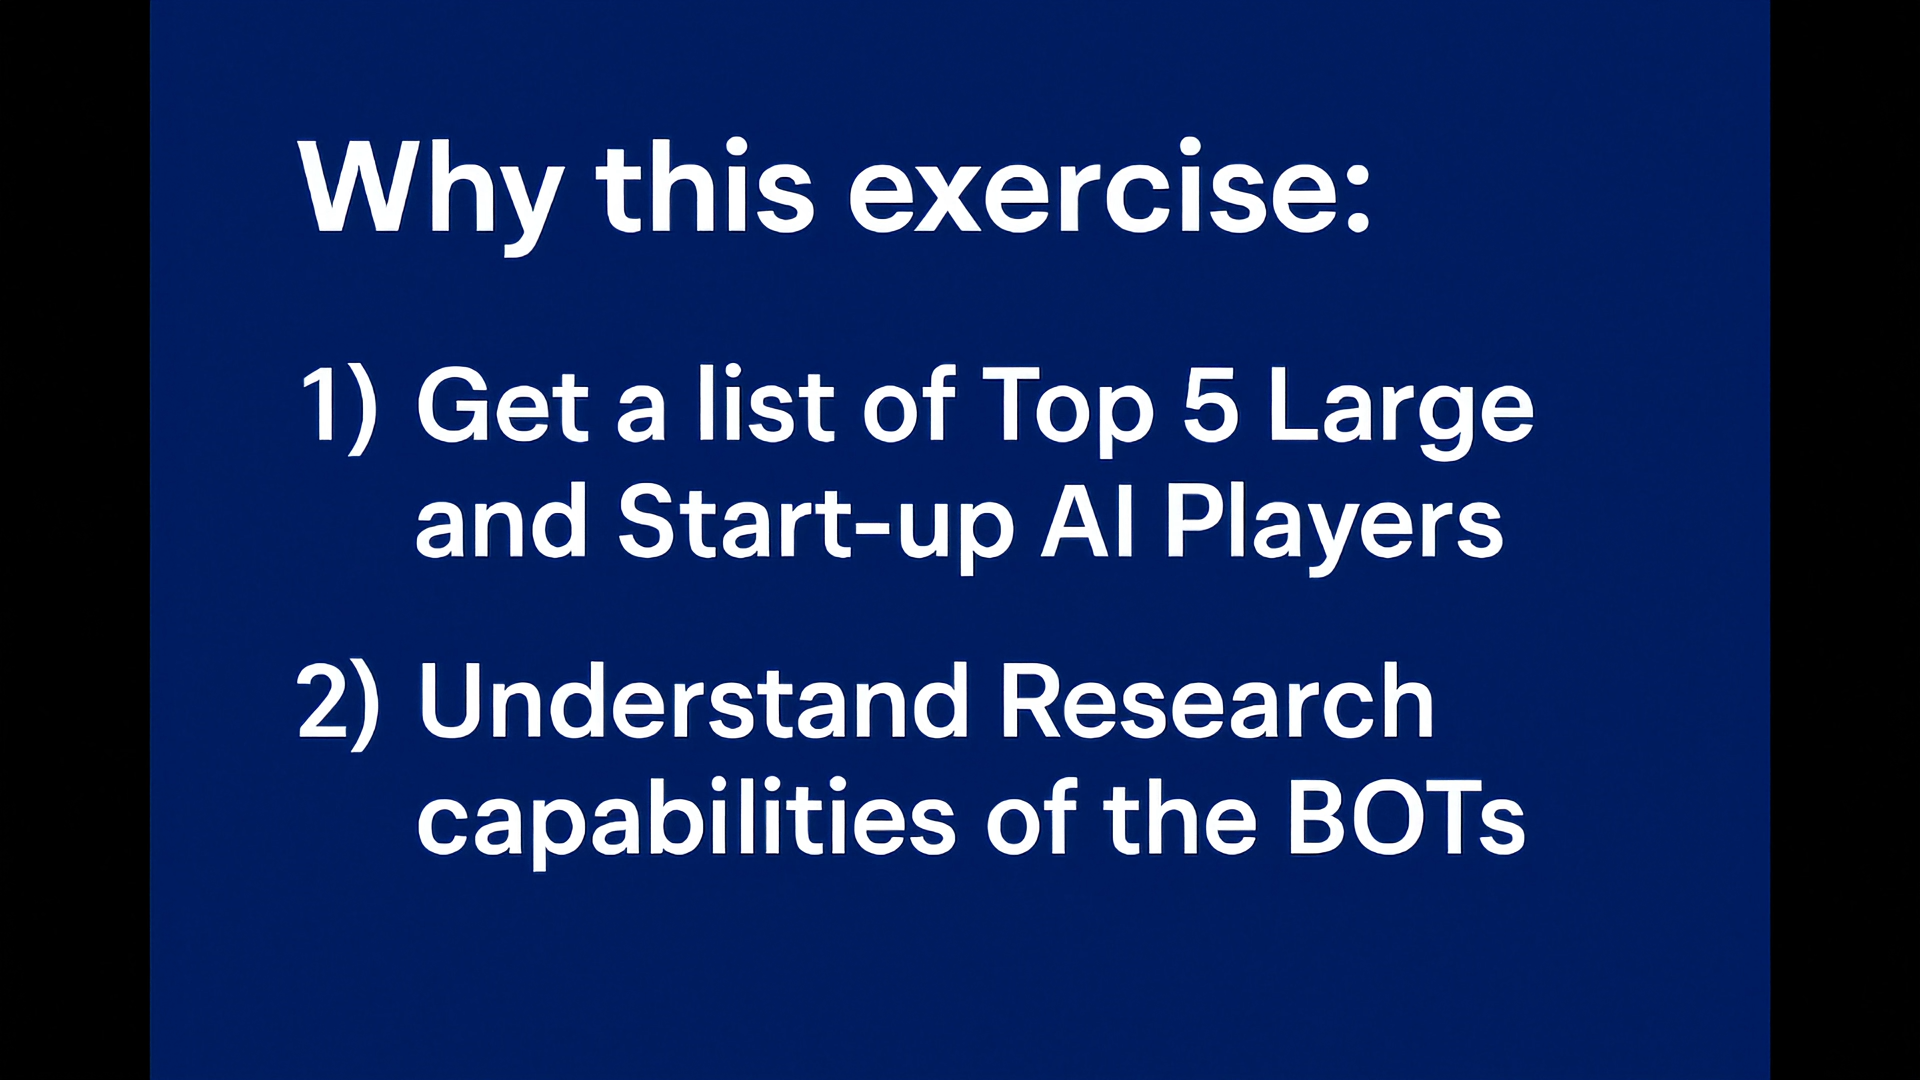 Why this exercise:
1) Get a list of Top 5 Large
and Start-up AI Players
2) Understand Research
capabilities of the BOTs